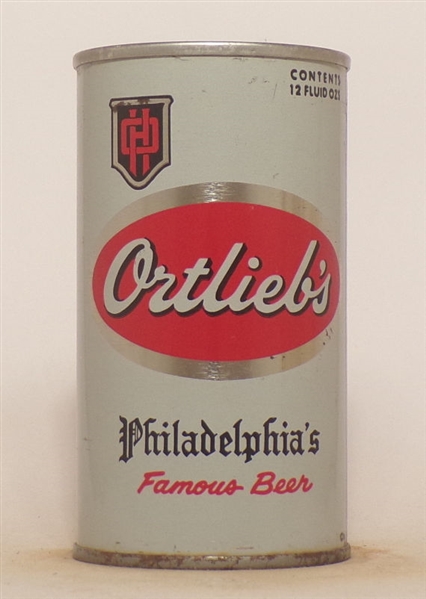 CONTENTS
12 FLUID OZS
Ortlieb's
Philadelphia's
Famous Beer